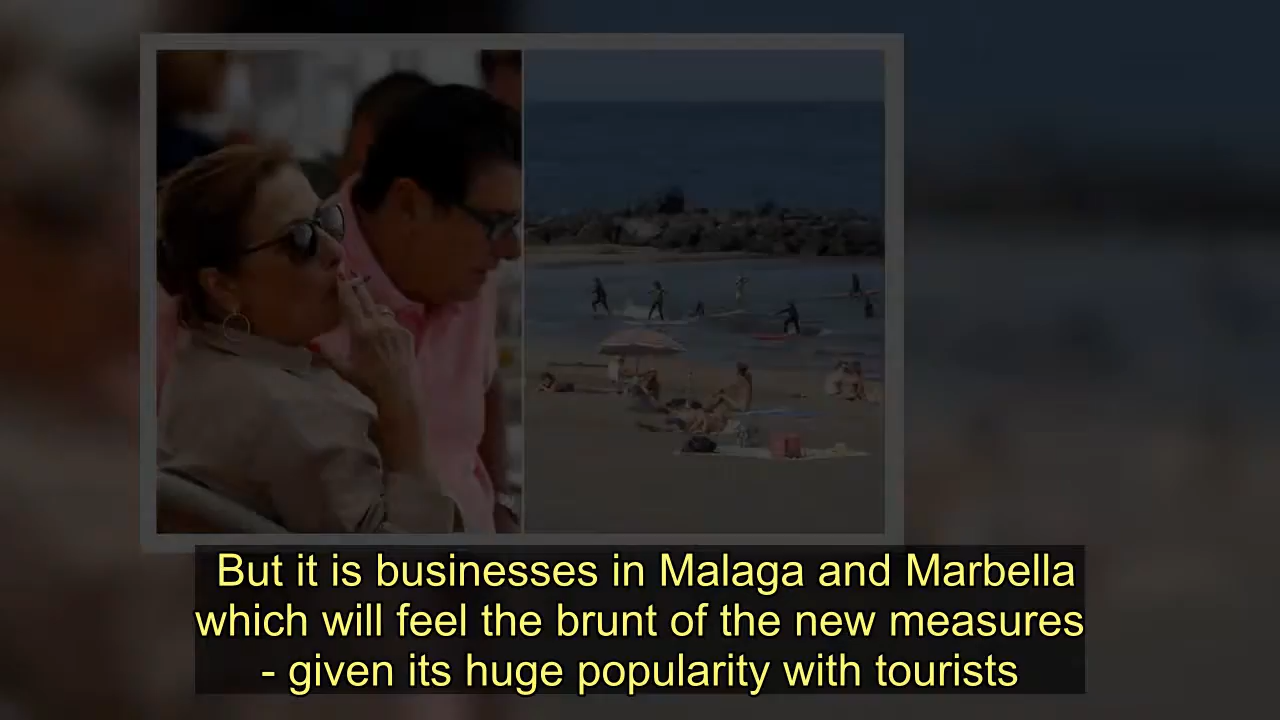 But it is businesses in Malaga and Marbella
which will feel the brunt of the new measures
- given its huge popularity with tourists